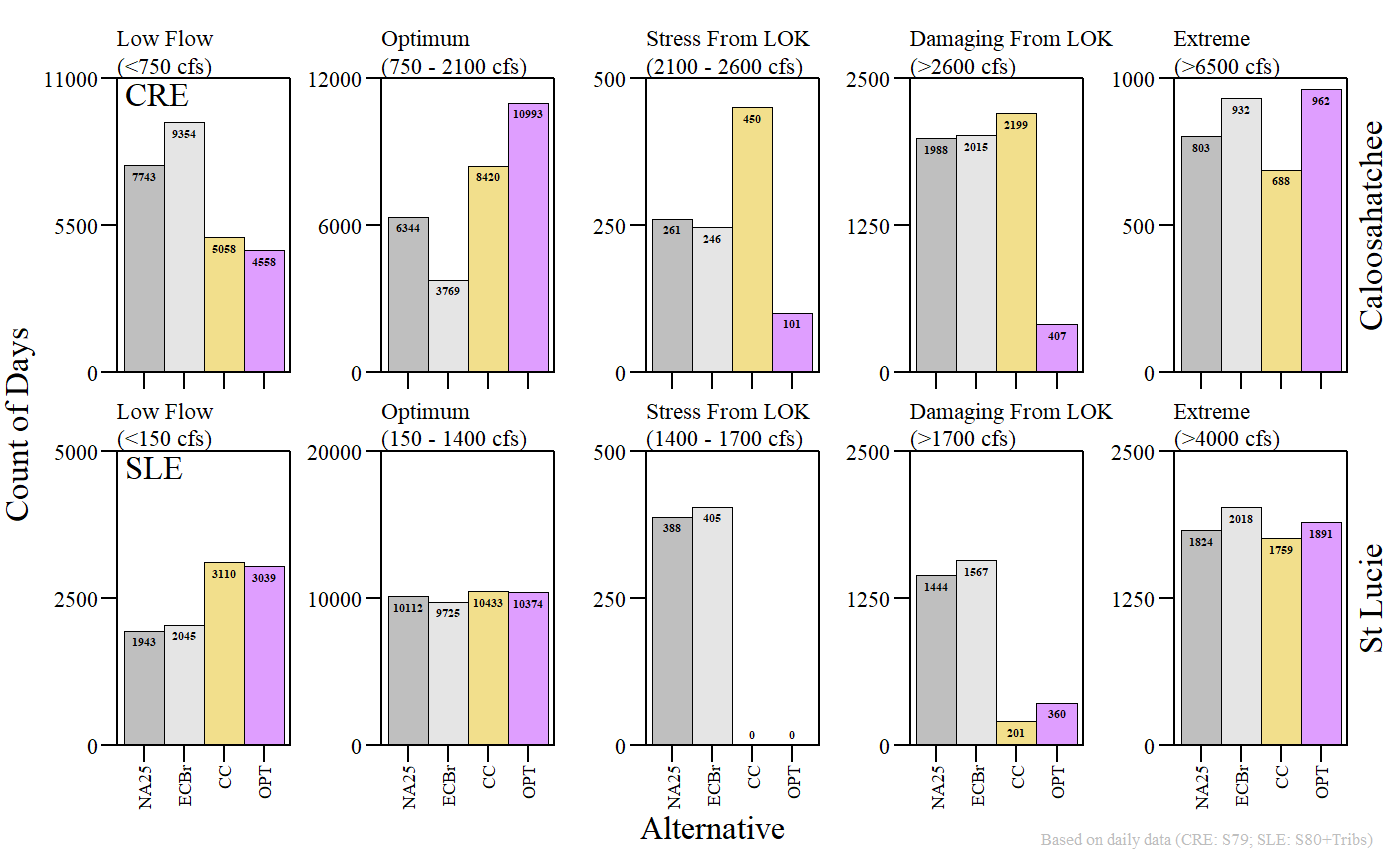 Low Flow
(<750 cfs)
11000
5500
0
CRE
7743
9354
5058
4558
Optimum
(750 - 2100 cfs)
12000
6000
0
6344
3769
8420
10993
Stress From LOK
(2100 - 2600 cfs)
500
250
0
261
246
450
101
Damaging From LOK
(>2600 cfs)
2500
1250
0
1988
2015
2199
407
Extreme
(>6500 cfs)
1000
500
0
803
932
688
962
Caloosahatchee
Count of Days
Low Flow
(<150 cfs)
5000
2500
0
SLE
1943
2045
3110
3039
NA25
ECBr
CC
OPT
Optimum
(150 - 1400 cfs)
20000
10000
0
10112
9725
10433
10374
NA25
ECBr
CC
OPT
Stress From LOK
(1400 - 1700 cfs)
500
250
0
388
405
0
0
NA25
ECBr
CC
OPT
Damaging From LOK
(>1700 cfs)
2500
1250
0
1444
1567
201
360
NA25
ECBr
CC
OPT
Extreme
(>4000 cfs)
2500
1250
0
1824
2018
1759
1891
NA25
ECBr
CC
OPT
St Lucie
Alternative
Based on daily data (CRE: S79; SLE: S80+Tribs)